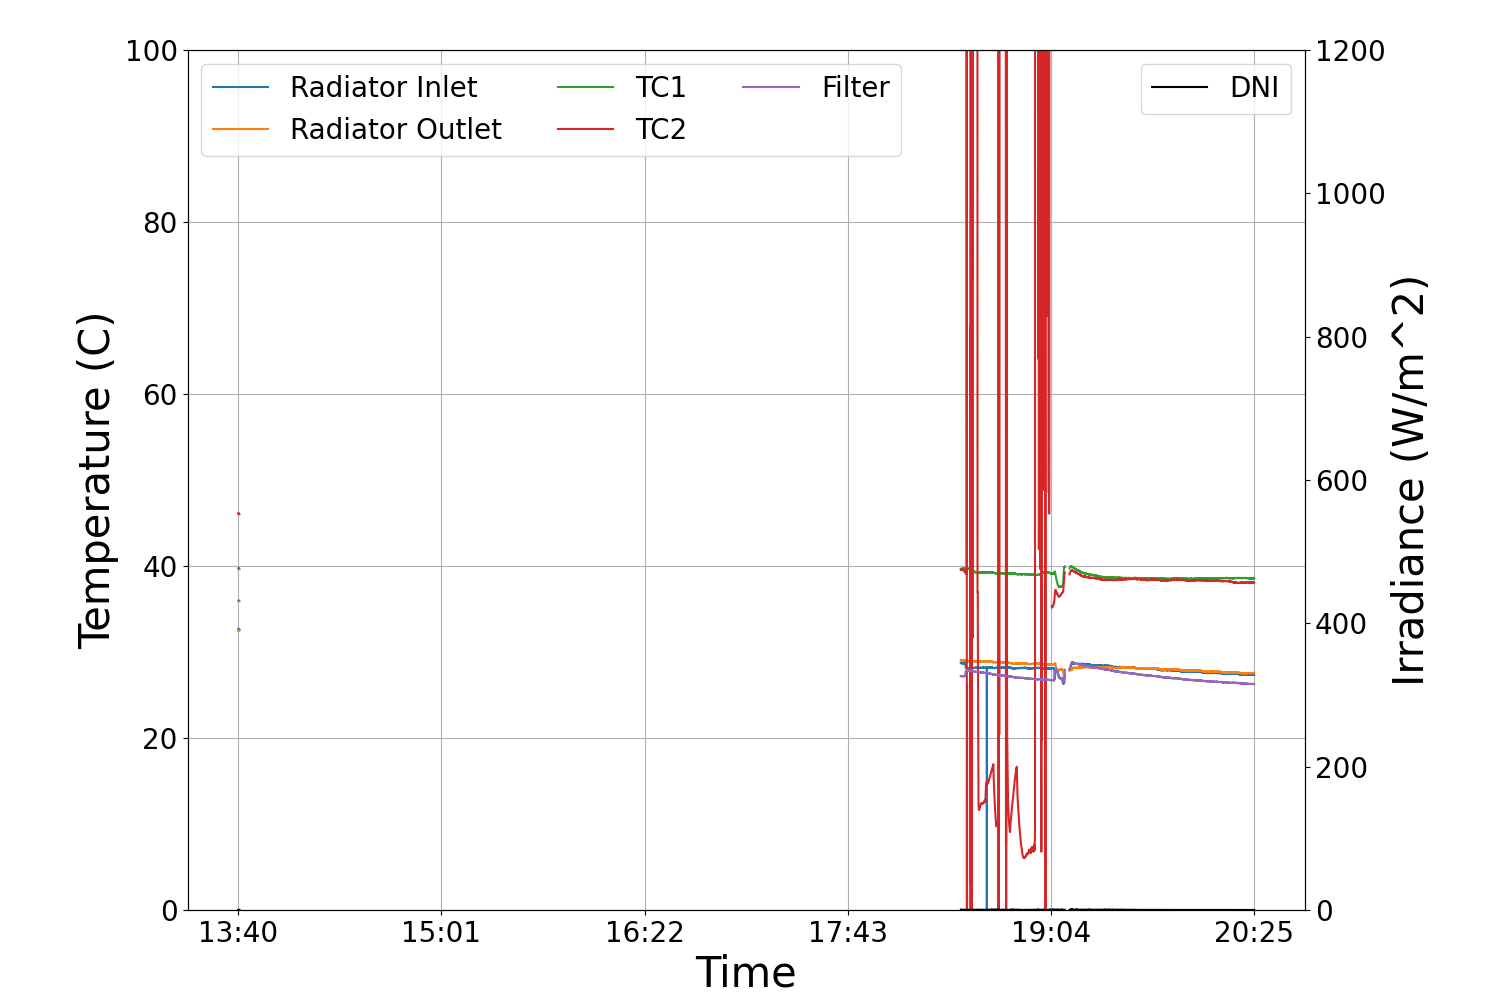 100
80
60
40
20
0
Temperature (C)
Radiator Inlet
Radiator Outlet
TC1
TC2
Filter
DNI
1200
1000
800
600
400
200
0
Irradiance (W/m^2)
13:40 15:01 16:22 17:43 19:04 20:25
Time